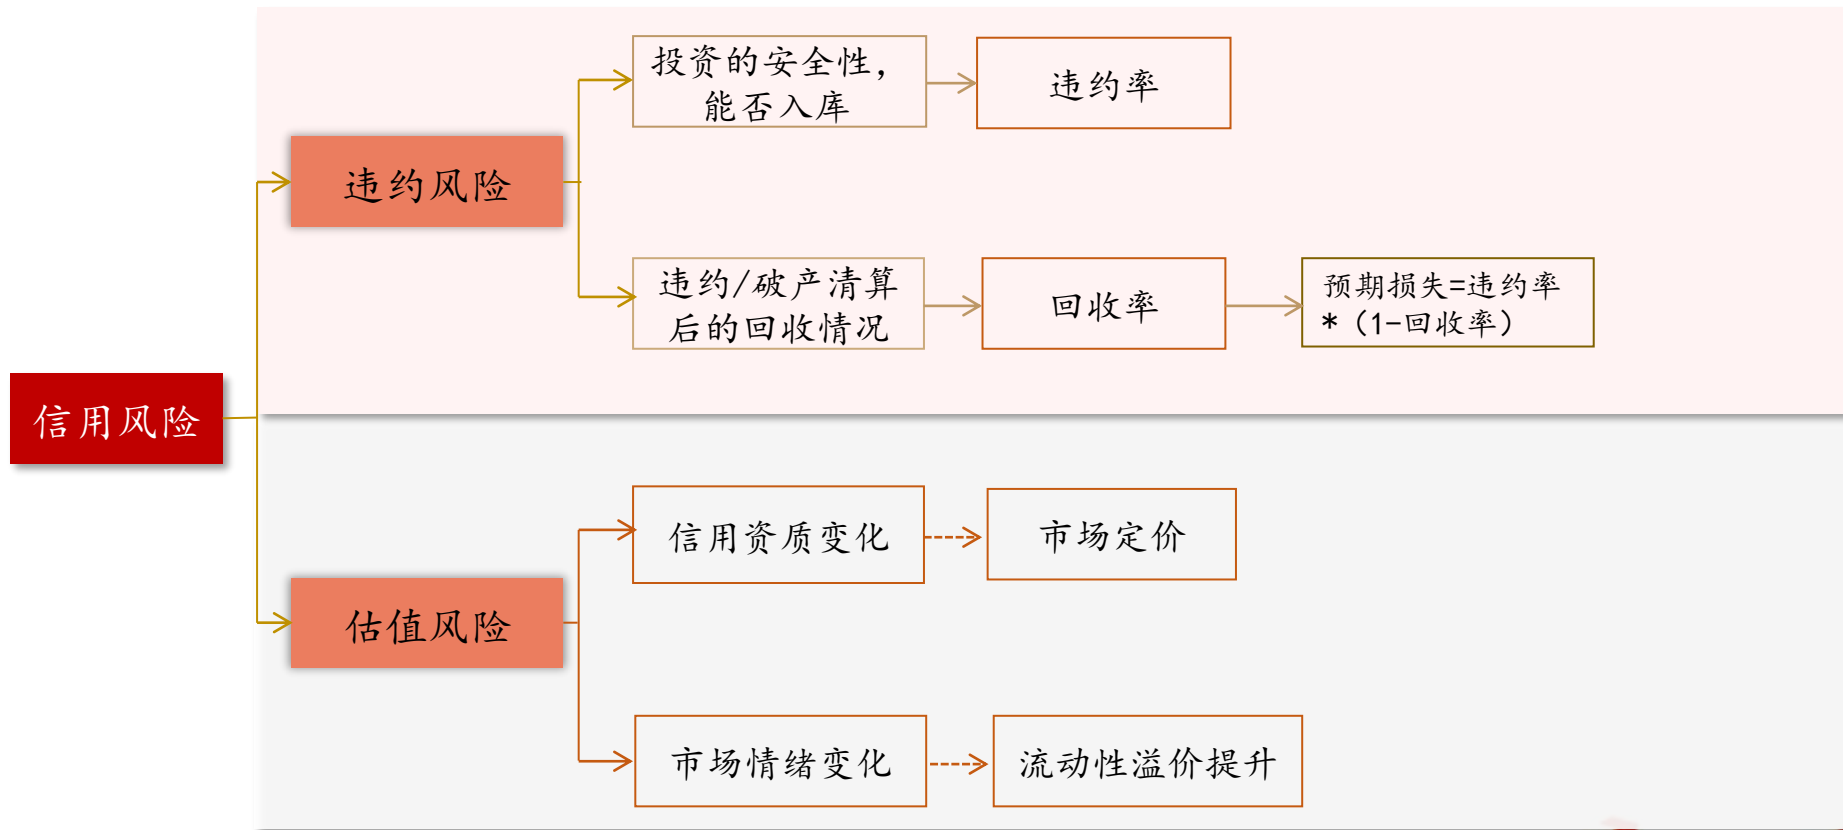 投资的安全性，
能否入库
违约率
违约风险
违约/破产清算
后的回收情况
回收率
预期损失=违约率
*（1-回收率）
信用风险
信用资质变化
市场定价
估值风险
市场情绪变化
流动性溢价提升